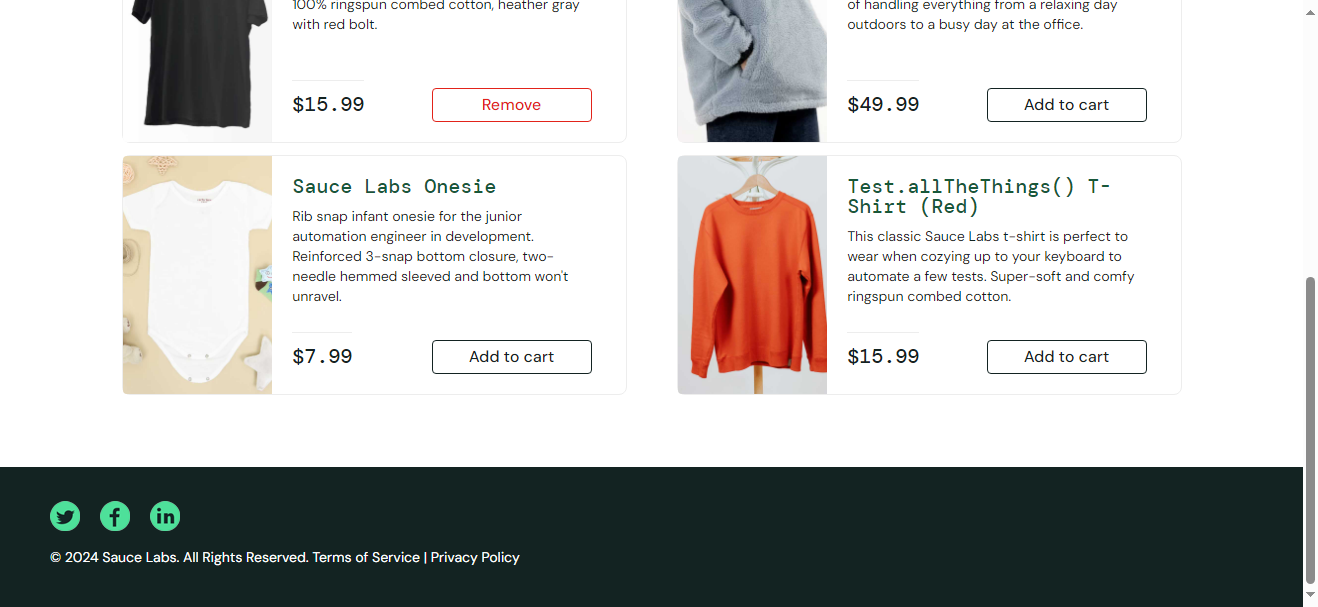 100% ringspun combed cotton, heather gray
with red bolt.
$15.99
Remove
of handling everything from a relaxing day
outdoors to a busy day at the office.
$49.99
Add to cart
Sauce Labs Onesie
Rib snap infant onesie for the junior
automation engineer in development.
Reinforced 3-snap bottom closure, two-
needle hemmed sleeved and bottom won't
unravel.
$7.99
Add to cart
Test.allTheThings() T-
Shirt (Red)
This classic Sauce Labs t-shirt is perfect to
wear when cozying up to your keyboard to
automate a few tests. Super-soft and comfy
ringspun combed cotton.
$15.99
Add to cart
© 2024 Sauce Labs. All Rights Reserved. Terms of Service | Privacy Policy